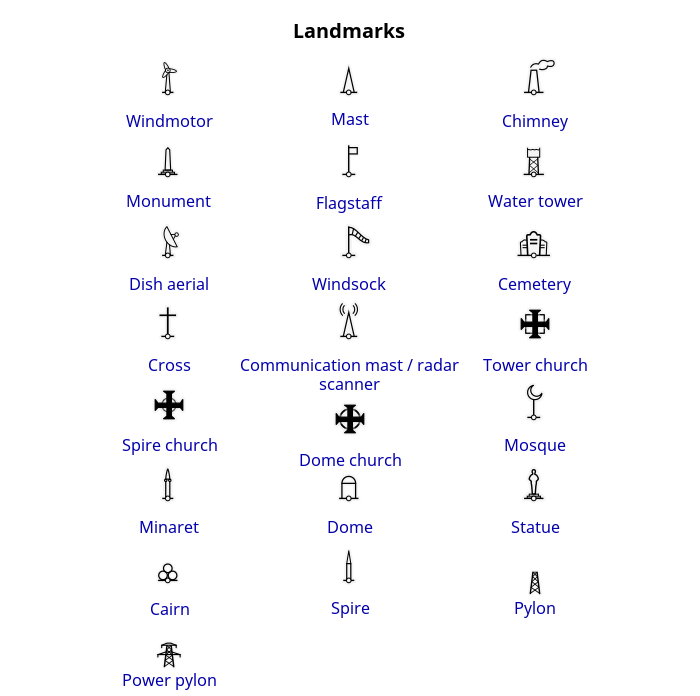 Landmarks
Windmotor
Mast
Chimney
Monument
Flagstaff
Water tower
Dish aerial
Windsock
Cemetery
Cross
Communication mast / radar
scanner
Tower church
Spire church
Dome church
Mosque
Minaret
Dome
Statue
Cairn
Spire
Pylon
Power pylon